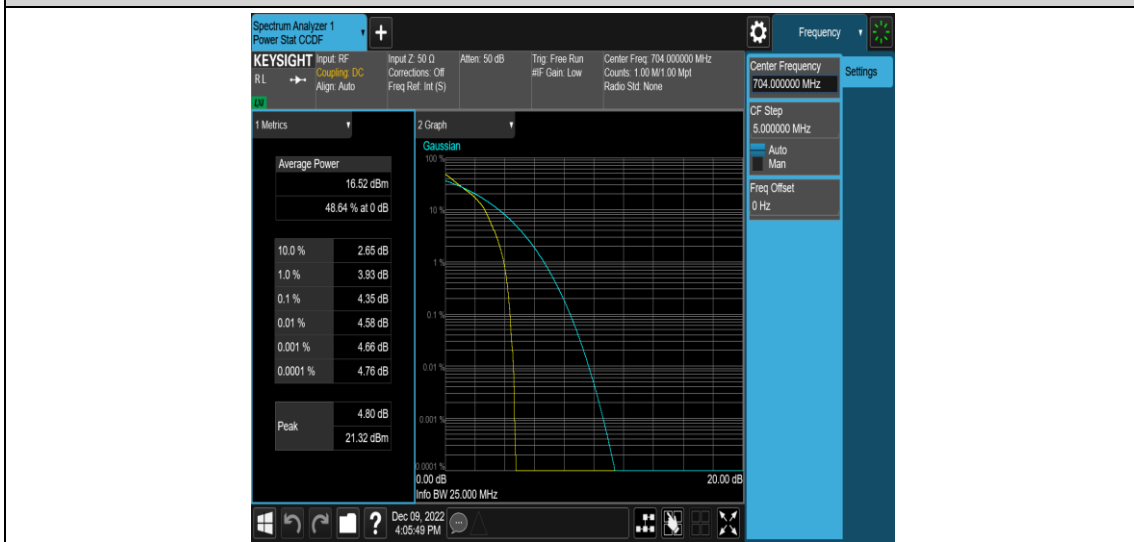 Spectrum Analyzer 1
Power Stat CCDF
+
Frequency
KEYSIGHT
RL
Input: RF
Coupling: DC
Align: Auto
Input Z: 50 Ω
Corrections: Off
Freq Ref: Int (S)
Atten: 50 dB
Trig: Free Run
#IF Gain: Low
Center Freq: 704.000000 MHz
Counts: 1.00 M/1.00 Mpt
Radio Std: None
Center Frequency
704.000000 MHz
Settings
CF Step
5.000000 MHz
Auto
Man
Freq Offset
0 Hz
1 Metrics
Average Power
16.52 dBm
48.64 % at 0 dB
10.0 % 2.65 dB
1.0 % 3.93 dB
0.1 % 4.35 dB
0.01 % 4.58 dB
0.001 % 4.66 dB
0.0001 % 4.76 dB
Peak
4.80 dB
21.32 dBm
2 Graph
Gaussian
100 %
10 %
1 %
0.1 %
0.01 %
0.001 %
0.0001 %
0.00 dB 20.00 dB
Info BW 25.000 MHz
?
Dec 09, 2022
4:05:49 PM